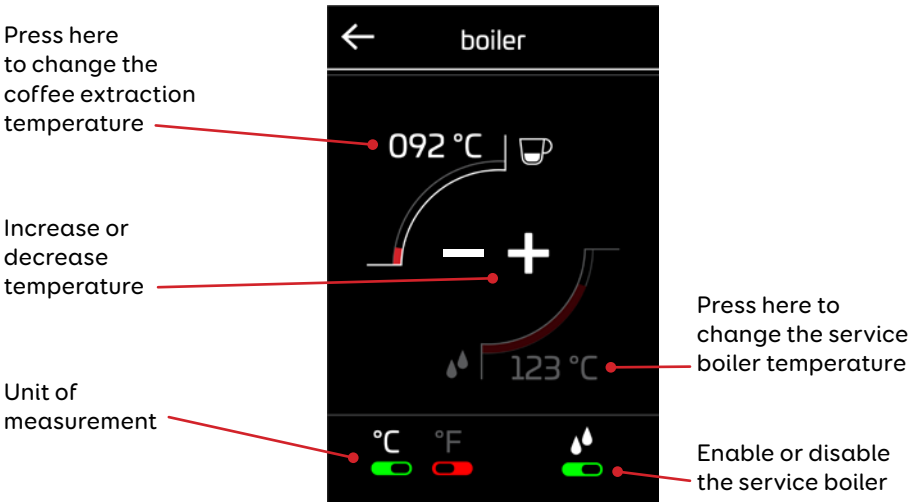 boiler
Press here
to change the
coffee extraction
temperature
092 °C
Increase or
decrease
temperature
Press here to
change the service
boiler temperature
123 °C
Unit of
measurement
°C °F
Enable or disable
the service boiler